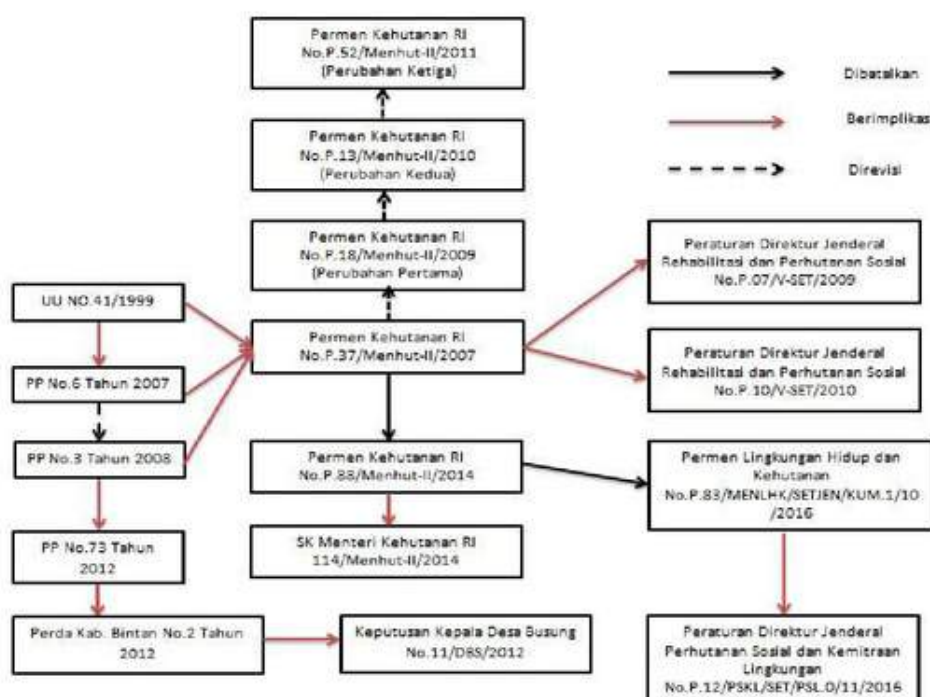 Permen Kehutanan RI
No.P.52/Menhut-II/2011
(Perubahan Ketiga)
Permen Kehutanan RI
No.P.13/Menhut-II/2010
(Perubahan Kedua)
Permen Kehutanan RI
No.P.18/Menhut-II/2009
(Perubahan Pertama)
Dibatalkan
Berimplikasi
Direvisi
Peraturan Direktur Jenderal
Rehabilitasi dan Perhutanan Sosial
No.P.07/V-SET/2009
UU NO.41/1999
Permen Kehutanan RI
No.P.37/Menhut-II/2007
Peraturan Direktur Jenderal
Rehabilitasi dan Perhutanan Sosial
No.P.10/V-SET/2010
PP No.6 Tahun 2007
PP No.3 Tahun 2008
Permen Kehutanan RI
No.P.88/Menhut-II/2014
Permen Lingkungan Hidup dan
Kehutanan
No.P.83/MENLHK/SETJEN/KUM.1/10
/2016
PP No.73 Tahun
2012
SK Menteri Kehutanan RI
114/Menhut-II/2014
Perda Kab. Bintan No.2 Tahun
2012
Keputusan Kepala Desa Busung
No.11/DBS/2012
Peraturan Direktur Jenderal
Perhutanan Sosial dan Kemitraan
Lingkungan
No.P.12/PSKL/SET/PSL.0/11/2016